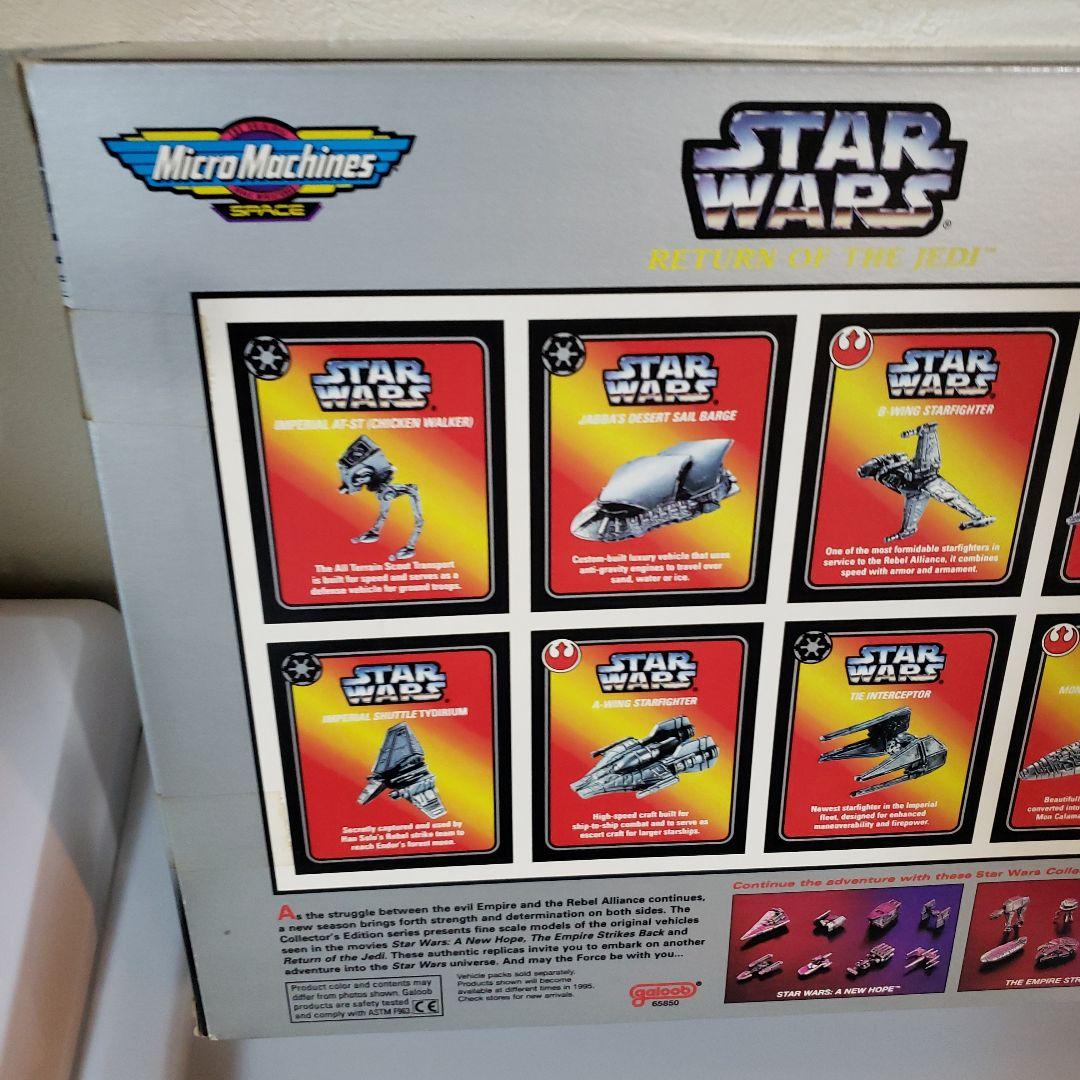 Micro Machines
SPACE
STAR
WARS®
RETURN OF THE JEDI™
STAR
WARS
IMPERIAL AT-ST (CHICKEN WALKER)
The All Terrain Scout Transport
is built for speed and serves as a
defense vehicle for ground troops.
STAR
WARS
JABBA'S DESERT SAIL BARGE
Custom-built luxury vehicle that uses
anti-gravity engines to travel over
sand, water or ice.
STAR
WARS
B-WING STARFIGHTER
One of the most formidable starfighters in
service to the Rebel Alliance, it combines
speed with armor and armament.
STAR
WARS
IMPERIAL SHUTTLE TYDIRIUM
Secretly captured and used by
Han Solo's Rebel strike team to
reach Endor's forest moon.
STAR
WARS
A-WING STARFIGHTER
High-speed craft built for
ship-to-ship combat and to serve as
escort craft for larger starships.
STAR
WARS
TIE INTERCEPTOR
Newest starfighter in the Imperial
fleet, designed for enhanced
maneuverability and firepower.
MON
Beautiful
converted into
Mon Calama
As the struggle between the evil Empire and the Rebel Alliance continues,
a new season brings forth strength and determination on both sides. The
Collector's Edition series presents fine scale models of the original vehicles
seen in the movies Star Wars: A New Hope, The Empire Strikes Back and
Return of the Jedi. These authentic replicas invite you to embark on another
adventure into the Star Wars universe. And may the Force be with you...
Product color and contents may
differ from photos shown. Galoob
products are safety tested
and comply with ASTM F963. CE
Vehicle packs sold separately.
Products shown will become
available at different times in 1995.
Check stores for new arrivals.
galoob®
65850
Continue the adventure with these Star Wars Colle
STAR WARS: A NEW HOPE™
THE EMPIRE STR